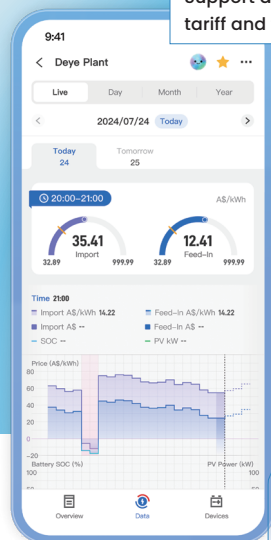 support a
tariff and
9:41
Deye Plant
Live Day Month Year
2024/07/24 Today
Today Tomorrow
24 25
20:00-21:00 A$/kWh
35.41 12.41
Import Feed-In
32.89 999.99 32.89 999.99
Time 21:00
Import A$/kWh 14.22 Feed-In A$/kWh 14.22
Import A$ -- Feed-In A$ --
SOC -- PV kW --
Price (A$/kWh)
80
60
40
20
0
-20
Battery SOC (%) PV Power (kW)
100 100
Overview Data Devices